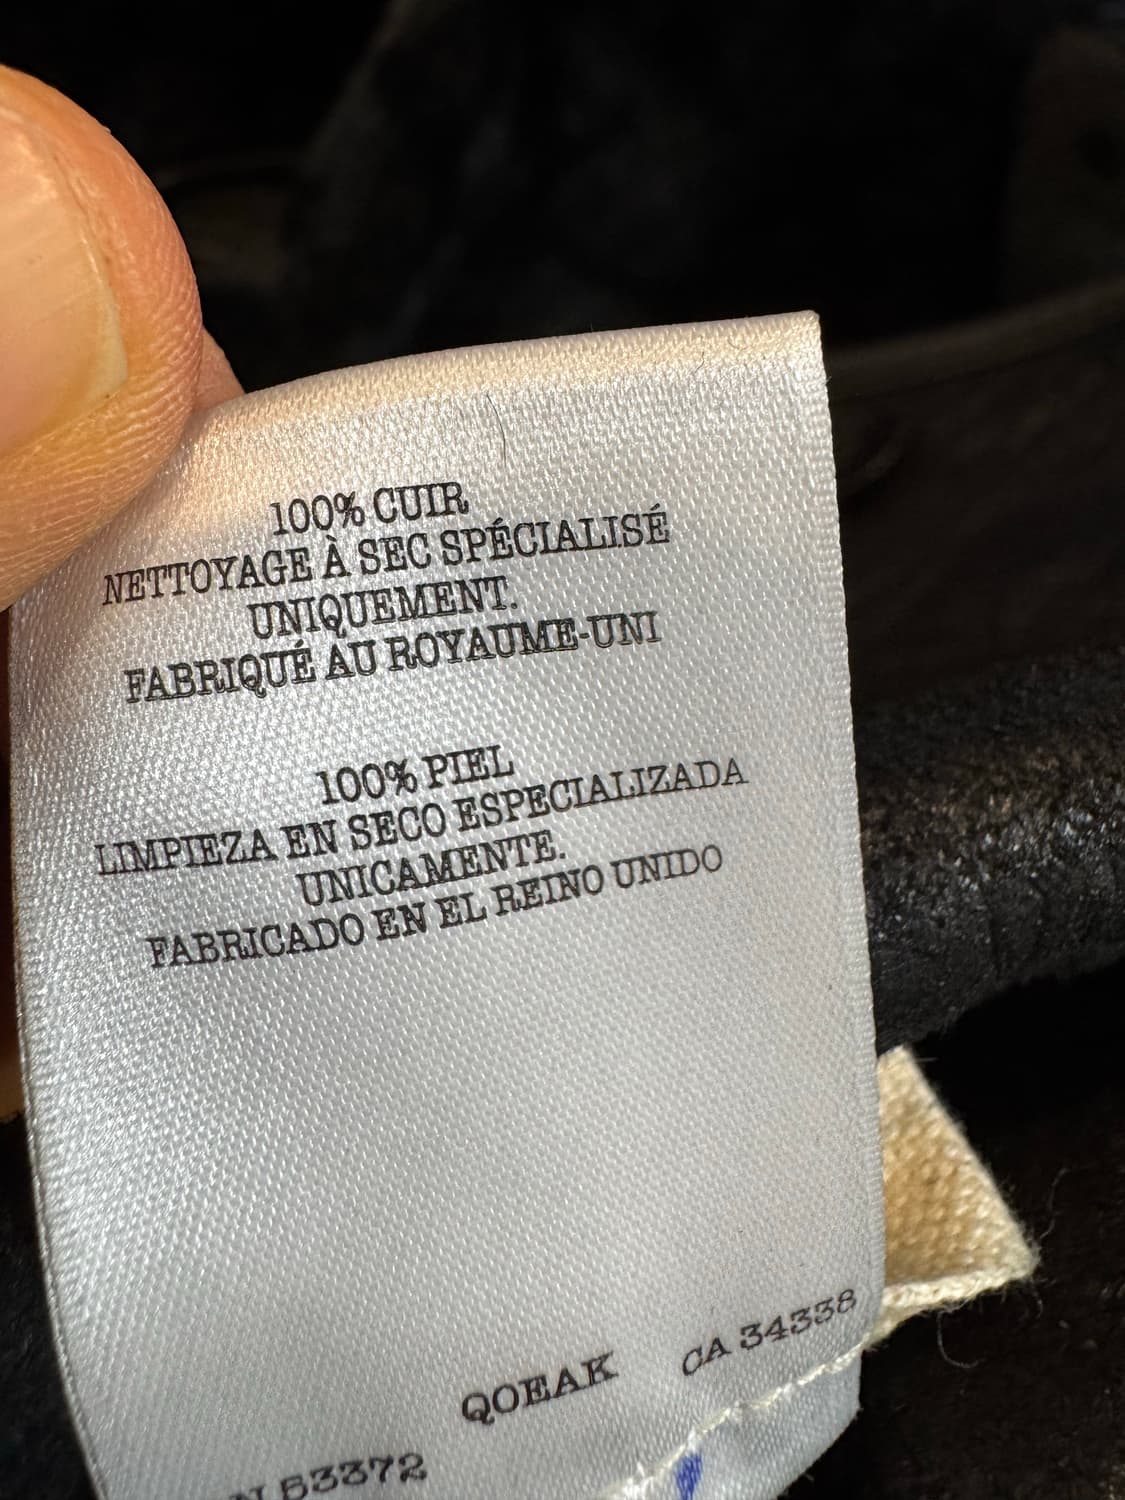 100% CUIR
NETTOYAGE À SEC SPÉCIALISÉ
UNIQUEMENT.
FABRIQUÉ AU ROYAUME-UNI
100% PIEL
LIMPIEZA EN SECO ESPECIALIZADA
UNICAMENTE.
FABRICADO EN EL REINO UNIDO
QOEAK CA 34338
53372